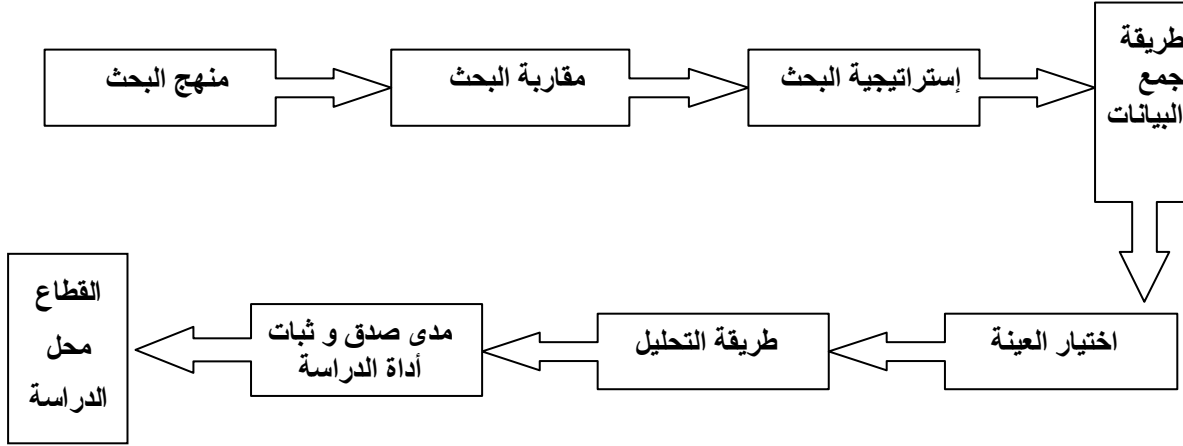 منهج البحث
مقاربة البحث
إستراتيجية البحث
طريقة
جمع
البيانات
اختيار العينة
طريقة التحليل
مدى صدق و ثبات
أداة الدراسة
القطاع
محل
الدراسة